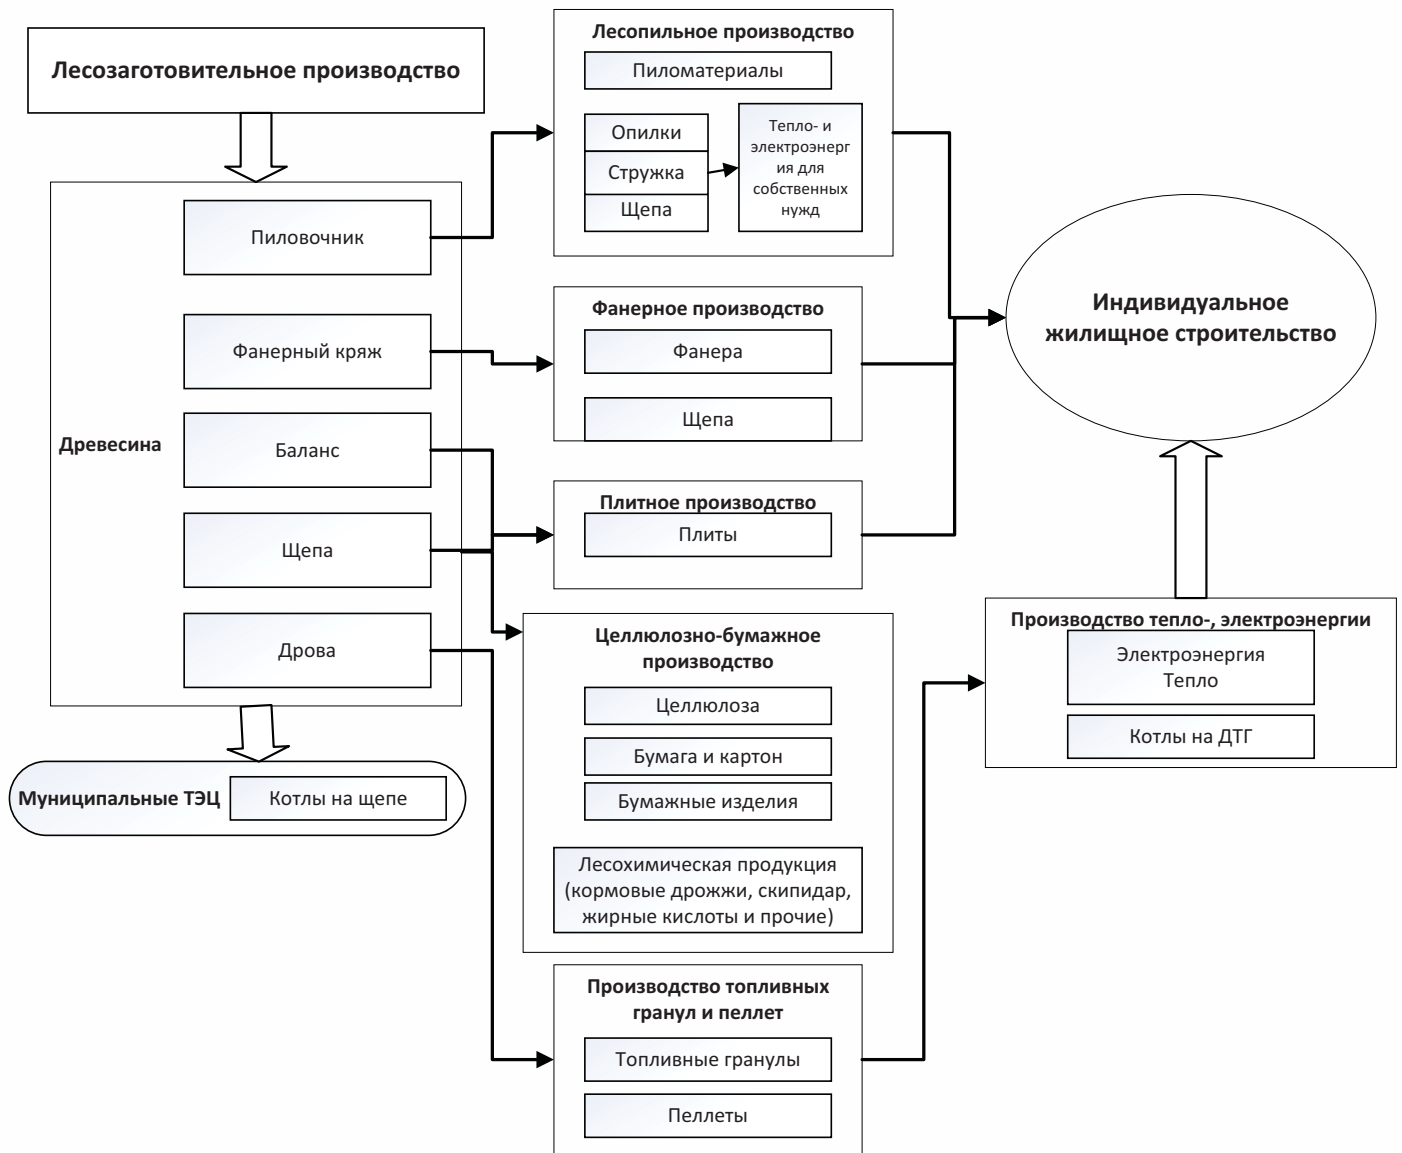 Лесозаготовительное производство
Древесина
Пиловочник
Фанерный кряж
Баланс
Щепа
Дрова
Муниципальные ТЭЦ
Котлы на щепе
Лесопильное производство
Пиломатериалы
Опилки
Стружка
Щепа
Тепло- и
электроэнерг
ия для
собственных
нужд
Фанерное производство
Фанера
Щепа
Плитное производство
Плиты
Целлюлозно-бумажное
производство
Целлюлоза
Бумага и картон
Бумажные изделия
Лесохимическая продукция
(кормовые дрожжи, скипидар,
жирные кислоты и прочие)
Производство топливных
гранул и пеллет
Топливные гранулы
Пеллеты
Индивидуальное
жилищное строительство
Производство тепло-, электроэнергии
Электроэнергия
Тепло
Котлы на ДТГ